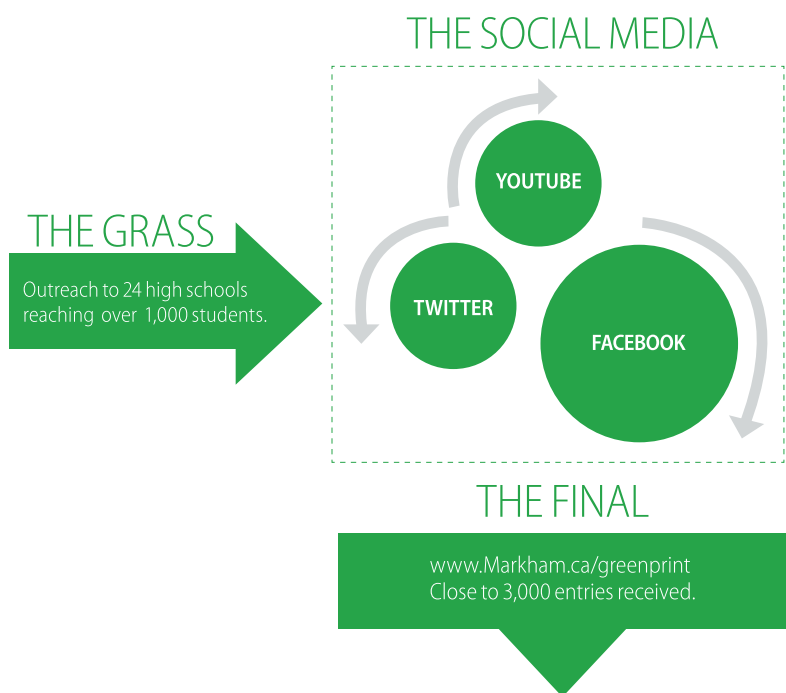 THE SOCIAL MEDIA
YOUTUBE
THE GRASS
Outreach to 24 high schools
reaching over 1,000 students.
TWITTER
FACEBOOK
THE FINAL
www.Markham.ca/greenprint
Close to 3,000 entries received.